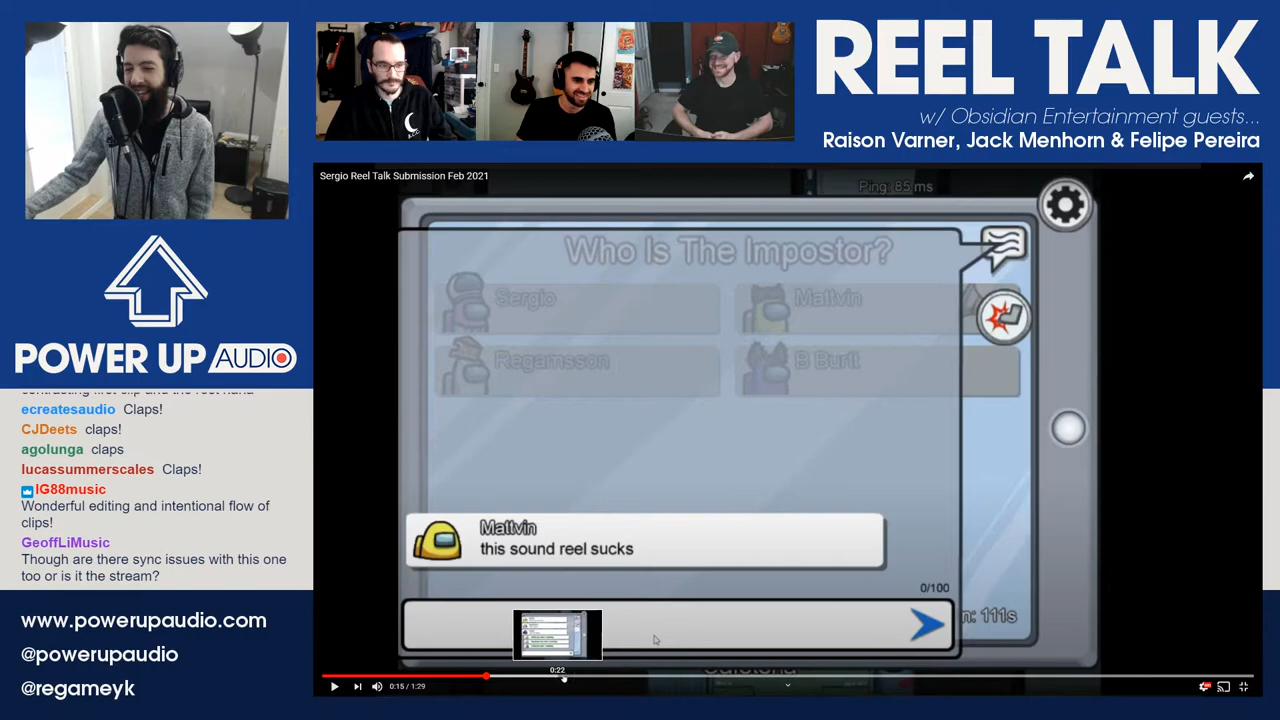 REEL TALK
w/ Obsidian Entertainment guests...
Raison Varner, Jack Menhorn & Felipe Pereira
POWER UP AUDIO
ecreatesaudio Claps!
CJDeets claps!
agolunga claps
lucassummerscales Claps!
IG88music
Wonderful editing and intentional flow of
clips!
GeoffLiMusic
Though are there sync issues with this one
too or is it the stream?
www.powerupaudio.com
@powerupaudio
@regameyk
Sergio Reel Talk Submission Feb 2021
Ping: 85 ms
Who Is The Impostor?
Sergio
Mattvin
Regamsson
B Burlt
Mattvin
this sound reel sucks
0/100
n: 111s
0:22
0:15 / 1:29